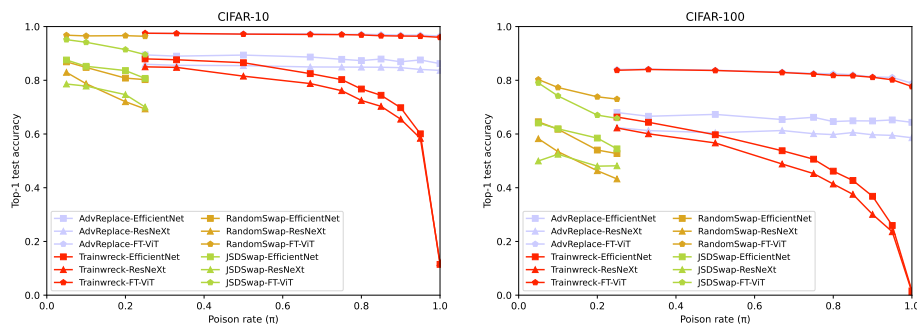 CIFAR-10
Top-1 test accuracy
1.0
0.8
0.6
0.4
0.2
0.0
AdvReplace-EfficientNet
AdvReplace-ResNeXt
AdvReplace-FT-ViT
Trainwreck-EfficientNet
Trainwreck-ResNeXt
Trainwreck-FT-ViT
RandomSwap-EfficientNet
RandomSwap-ResNeXt
RandomSwap-FT-ViT
JSDSwap-EfficientNet
JSDSwap-ResNeXt
JSDSwap-FT-ViT
0.0 0.2 0.4 0.6 0.8 1.0
Poison rate (π)
CIFAR-100
Top-1 test accuracy
1.0
0.8
0.6
0.4
0.2
0.0
AdvReplace-EfficientNet
AdvReplace-ResNeXt
AdvReplace-FT-ViT
Trainwreck-EfficientNet
Trainwreck-ResNeXt
Trainwreck-FT-ViT
RandomSwap-EfficientNet
RandomSwap-ResNeXt
RandomSwap-FT-ViT
JSDSwap-EfficientNet
JSDSwap-ResNeXt
JSDSwap-FT-ViT
0.0 0.2 0.4 0.6 0.8 1.0
Poison rate (π)